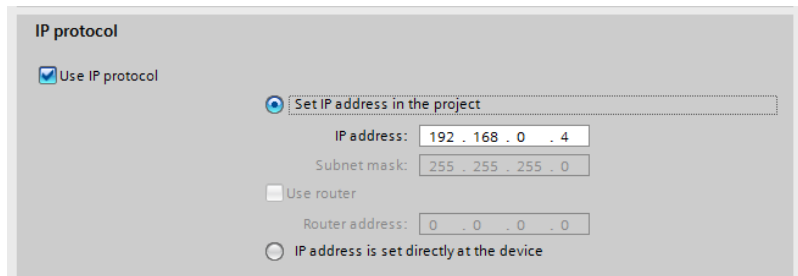 IP protocol
Use IP protocol
Set IP address in the project
IP address: 192 . 168 . 0 . 4
Subnet mask: 255 . 255 . 255 . 0
Use router
Router address: 0 . 0 . 0 . 0
IP address is set directly at the device